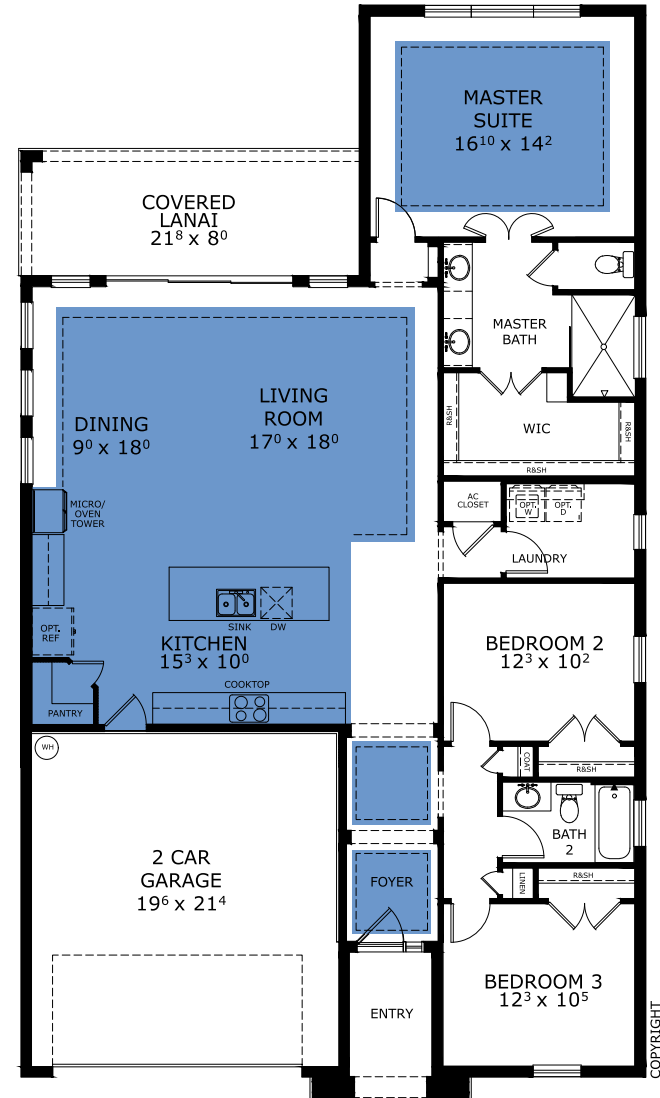 MASTER
SUITE
16¹⁰ x 14²
COVERED
LANAI
21⁸ x 8⁰
MASTER
BATH
LIVING
ROOM
17⁰ x 18⁰
DINING
9⁰ x 18⁰
R&SH
WIC
R&SH
R&SH
MICRO/
OVEN
TOWER
AC
CLOSET
OPT.
W
OPT.
D
LAUNDRY
OPT.
REF
SINK
DW
KITCHEN
15³ x 10⁰
BEDROOM 2
12³ x 10²
COOKTOP
PANTRY
WH
COAT
R&SH
BATH
2
2 CAR
GARAGE
19⁶ x 21⁴
FOYER
LINEN
R&SH
BEDROOM 3
12³ x 10⁵
ENTRY
COPYRIGHT